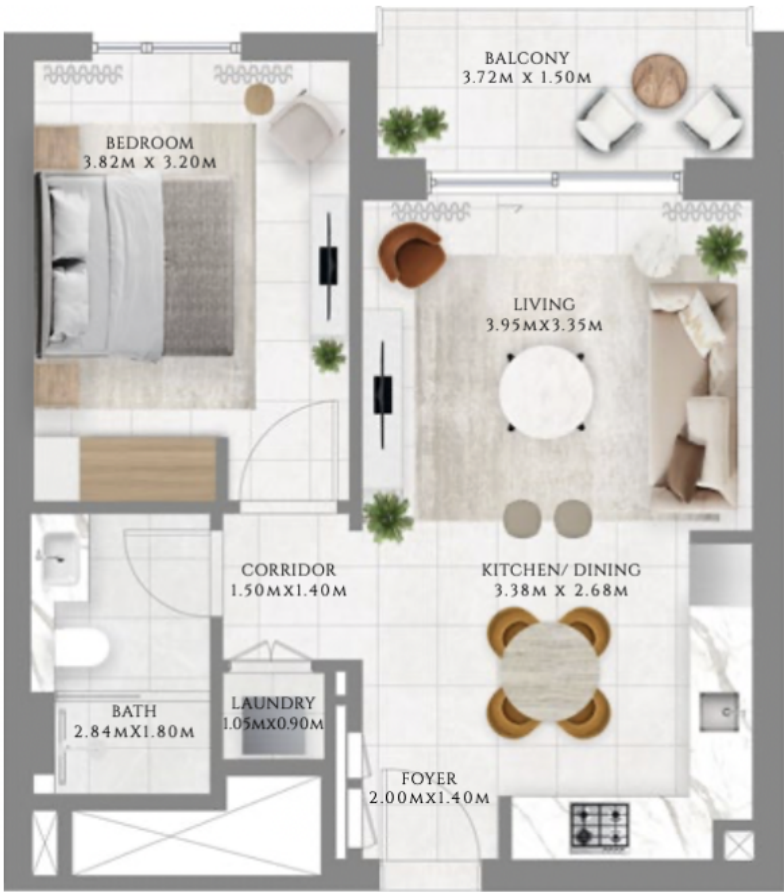 BALCONY
3.72M X 1.50M
BEDROOM
3.82M X 3.20M
LIVING
3.95MX3.35M
CORRIDOR
1.50MX1.40M
KITCHEN/ DINING
3.38M X 2.68M
BATH
2.84MX1.80M
LAUNDRY
1.05MX0.90M
FOYER
2.00MX1.40M